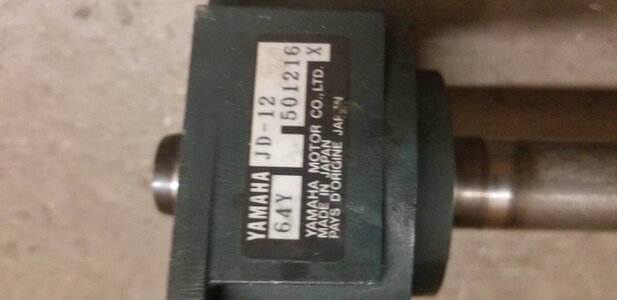 YAMAHA JD-12
64Y 501216 X
YAMAHA MOTOR CO., LTD.
MADE IN JAPAN
PAYS D'ORIGINE JAPAN